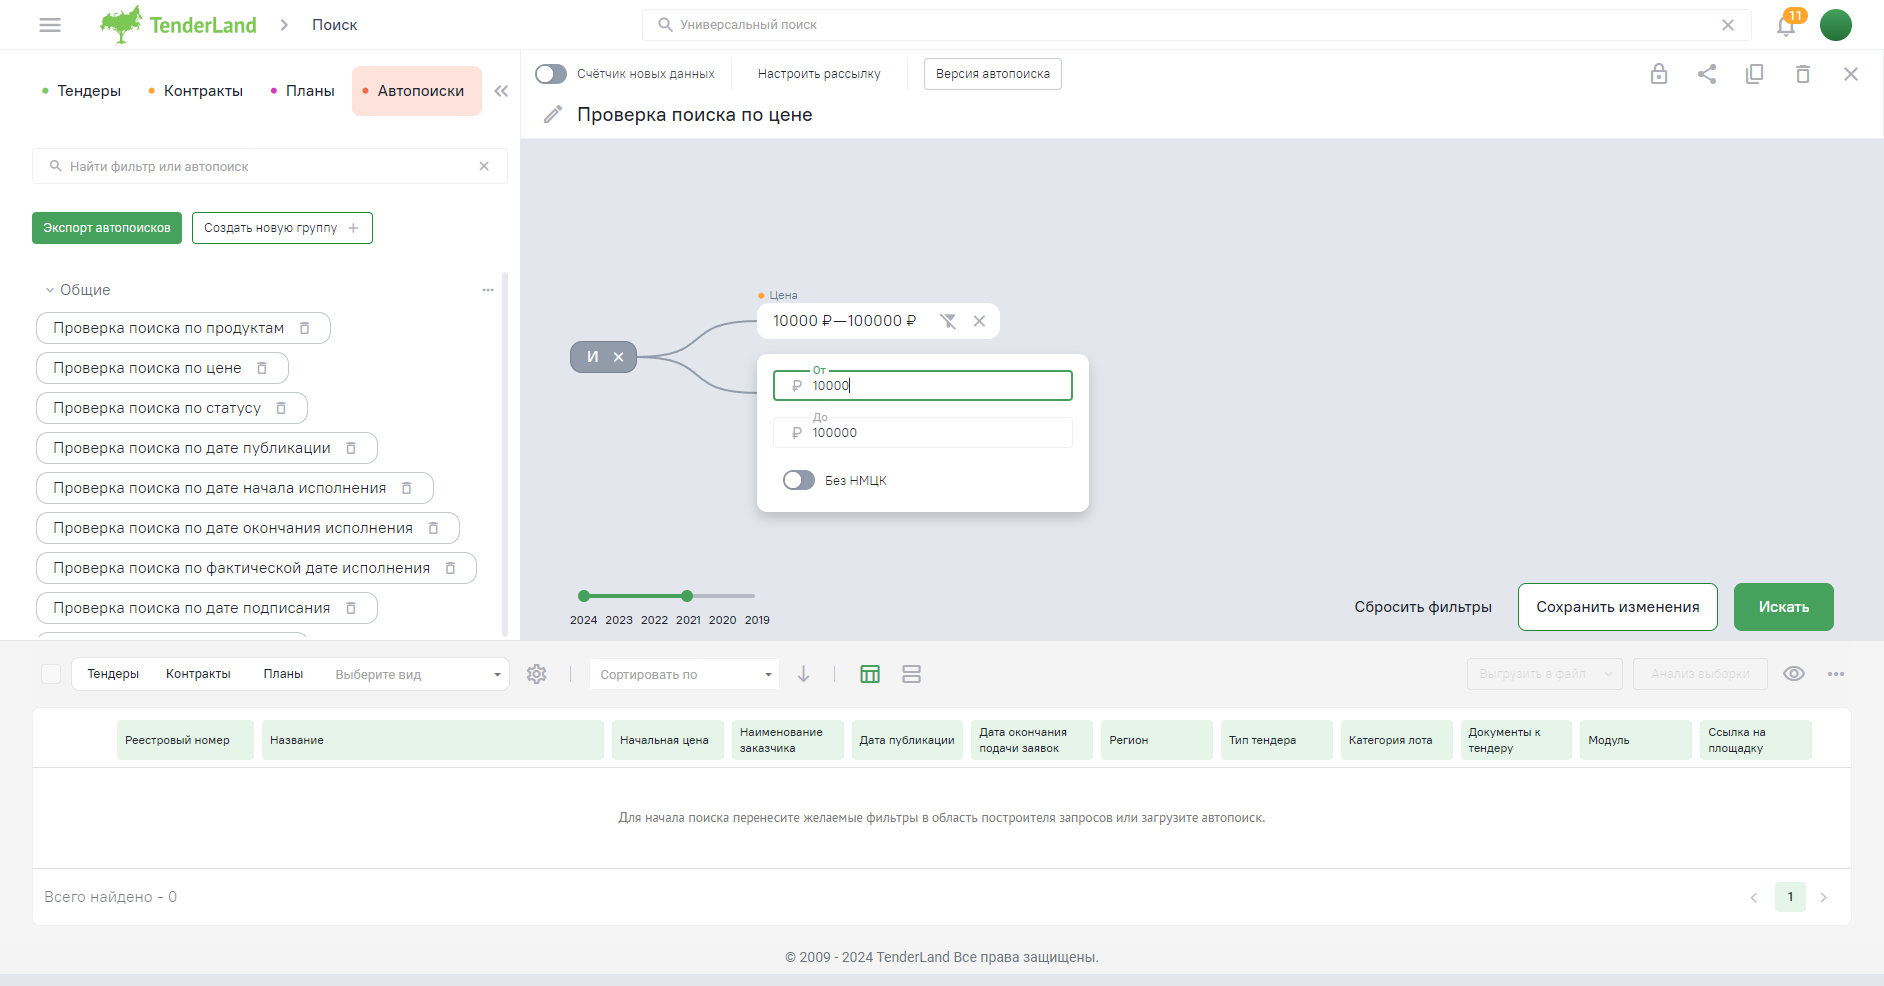 TenderLand
Поиск
Универсальный поиск
11
Тендеры
Контракты
Планы
Автопоиски
Счётчик новых данных
Настроить рассылку
Версия автопоиска
Проверка поиска по цене
Найти фильтр или автопоиск
Экспорт автопоисков
Создать новую группу
Общие
Проверка поиска по продуктам
Проверка поиска по цене
Проверка поиска по статусу
Проверка поиска по дате публикации
Проверка поиска по дате начала исполнения
Проверка поиска по дате окончания исполнения
Проверка поиска по фактической дате исполнения
Проверка поиска по дате подписания
Цена
10000 ₽—100000 ₽
И
От
₽ 10000
До
₽ 100000
Без НМЦК
2024 2023 2022 2021 2020 2019
Сбросить фильтры
Сохранить изменения
Искать
Тендеры
Контракты
Планы
Выберите вид
Сортировать по
Выгрузить в файл
Анализ выборки
Реестровый номер
Название
Начальная цена
Наименование
заказчика
Дата публикации
Дата окончания
подачи заявок
Регион
Тип тендера
Категория лота
Документы к
тендеру
Модуль
Ссылка на
площадку
Для начала поиска перенесите желаемые фильтры в область построителя запросов или загрузите автопоиск.
Всего найдено - 0
1
© 2009 - 2024 TenderLand Все права защищены.